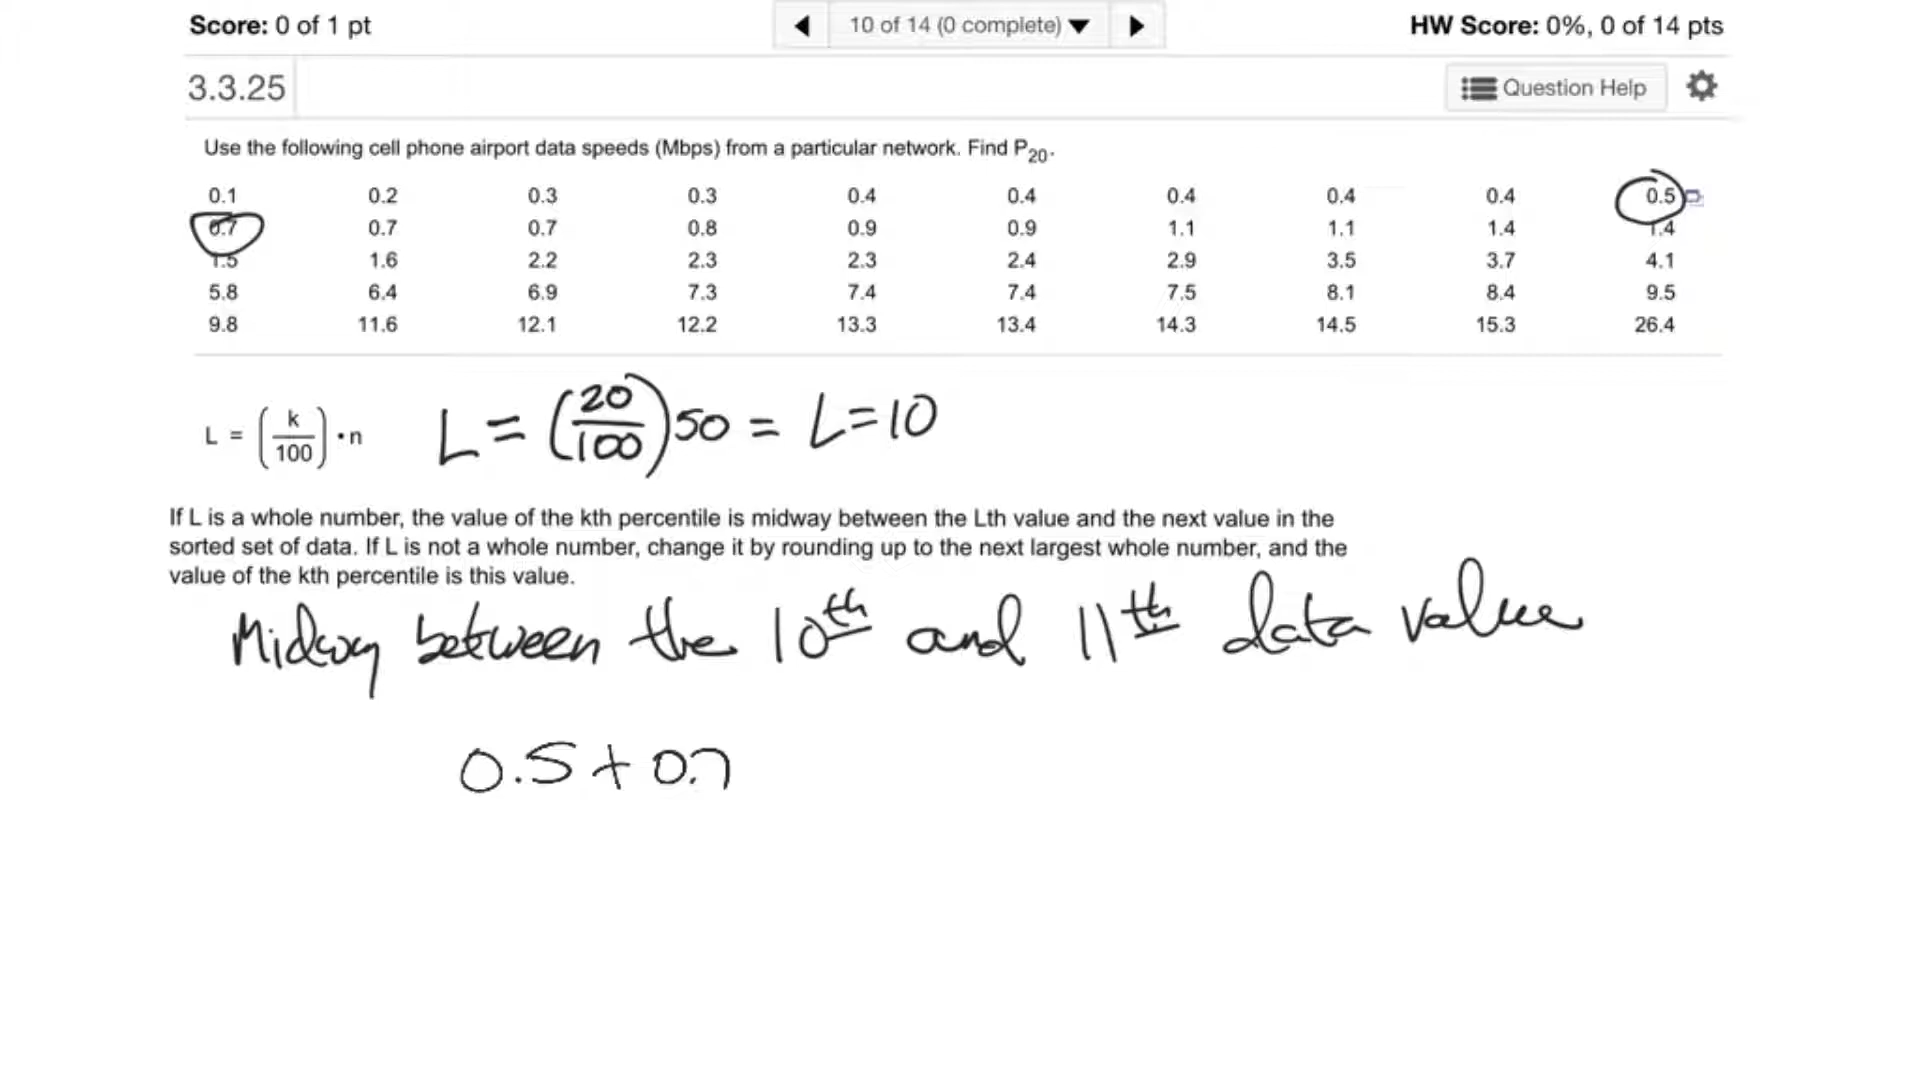 Score: 0 of 1 pt
10 of 14 (0 complete)
HW Score: 0%, 0 of 14 pts
3.3.25
Question Help
Use the following cell phone airport data speeds (Mbps) from a particular network. Find P20.
0.1 0.2 0.3 0.3 0.4 0.4 0.4 0.4 0.4 0.5
0.7 0.7 0.7 0.8 0.9 0.9 1.1 1.1 1.4 1.4
1.5 1.6 2.2 2.3 2.3 2.4 2.9 3.5 3.7 4.1
5.8 6.4 6.9 7.3 7.4 7.4 7.5 8.1 8.4 9.5
9.8 11.6 12.1 12.2 13.3 13.4 14.3 14.5 15.3 26.4
L = (k/100) · n L = (20/100)50 = L=10
If L is a whole number, the value of the kth percentile is midway between the Lth value and the next value in the
sorted set of data. If L is not a whole number, change it by rounding up to the next largest whole number, and the
value of the kth percentile is this value.
Midway between the 10th and 11th data value
0.5 + 0.7